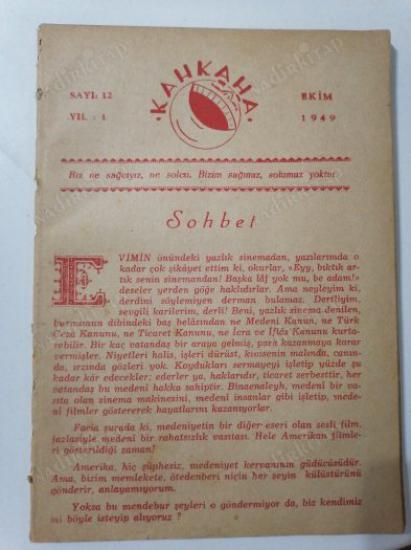 SAYI: 12
YIL : 1
KAHKAHA
EKİM
1949
Biz ne sağcıyız, ne solcu. Bizim sağımız, solumuz yoktur
Sohbet
EVİMİN önündeki yazlık sinemadan, yazılarımda o
kadar çok şikâyet ettim ki, okurlar, «Eyy, bıktık ar-
tık senin sinemandan! Başka lâf yok mu, be adam!»
deseler yerden göğe haklıdırlar. Ama neyleyim ki,
derdini söylemiyen derman bulamaz. Dertliyim,
sevgili karilerim, derli! Beni, yazlık sinema denilen,
burnumun dibindeki baş belâsından ne Medenî Kanun, ne Türk
Ceza Kanunu, ne Ticaret Kanunu, ne İcra ve İflâs Kanunu kurta-
rabilir. Bir kaç vatandaş bir araya gelmiş, para kazanmaya karar
vermişler. Niyetleri halis, işleri dürüst, kimsenin malında, canın-
da, ırzında gözleri yok. Koydukları sermayeyi işletip yüzde şu
kadar kâr edecekler; ederler ya, haklarıdır, ticaret serbesttir, her
vatandaş bu medenî hakka sahiptir. Binaenaleyh, medenî bir va-
sıta olan sinema makinesini, medenî insanlar gibi işletip, mede-
nî filmler göstererek hayatlarını kazanıyorlar.
Facia şurada ki, medeniyetin bir diğer eseri olan sesli film,
fazlasiyle medenî bir rahatsızlık vasıtası. Hele Amerikan filmle-
ri gösterildiği zaman!
Amerika, hiç şüphesiz, medeniyet kervanının güdücüsüdür.
Ama, bizim memlekete, ötedenberi niçin her şeyin külüstürünü
gönderir, anlayamıyorum.
Yoksa bu mendebur şeyleri o göndermiyor da, biz kendimiz
mi böyle isteyip alıyoruz ?
nadirkitap